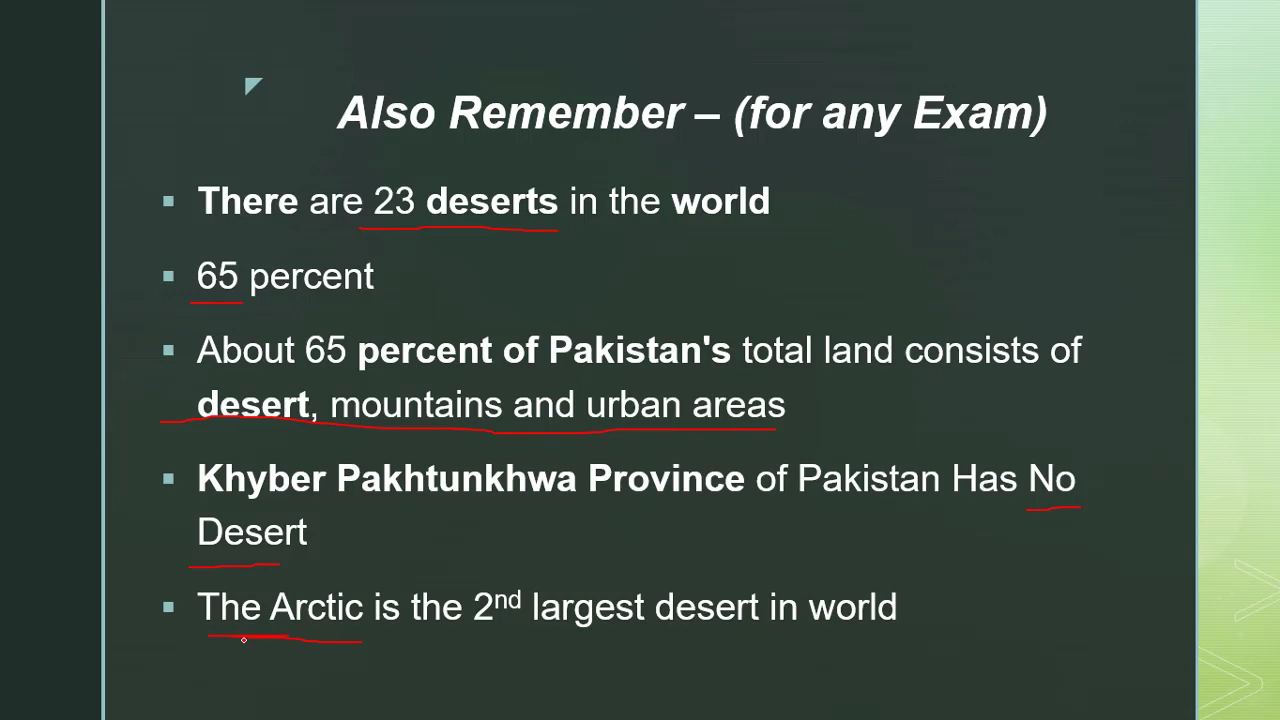 Also Remember – (for any Exam)
There are 23 deserts in the world
65 percent
About 65 percent of Pakistan's total land consists of
desert, mountains and urban areas
Khyber Pakhtunkhwa Province of Pakistan Has No
Desert
The Arctic is the 2nd largest desert in world